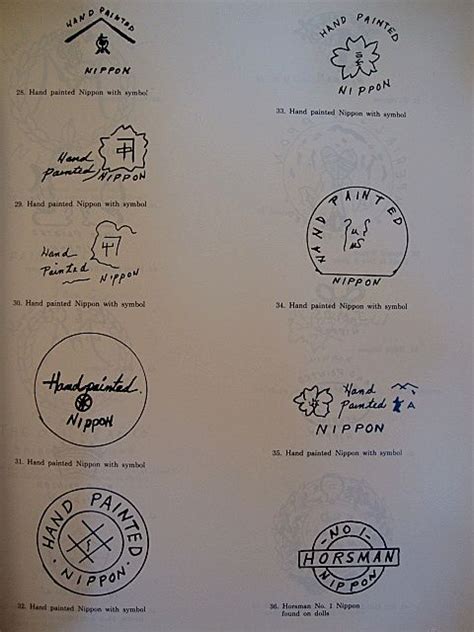 HAND PAINTED
NIPPON
28. Hand painted Nippon with symbol
Hand
Painted
NIPPON
29. Hand painted Nippon with symbol
Hand
Painted
NIPPON
30. Hand painted Nippon with symbol
Hand painted.
NIPPON
31. Hand painted Nippon with symbol
HAND PAINTED
· NIPPON ·
32. Hand painted Nippon with symbol
HAND PAINTED
NIPPON
33. Hand painted Nippon with symbol
HAND PAINTED
NIPPON
34. Hand painted Nippon with symbol
Hand
Painted
NIPPON
35. Hand painted Nippon with symbol
-NO 1-
HORSMAN
NIPPON
36. Horsman No. 1 Nippon
found on dolls